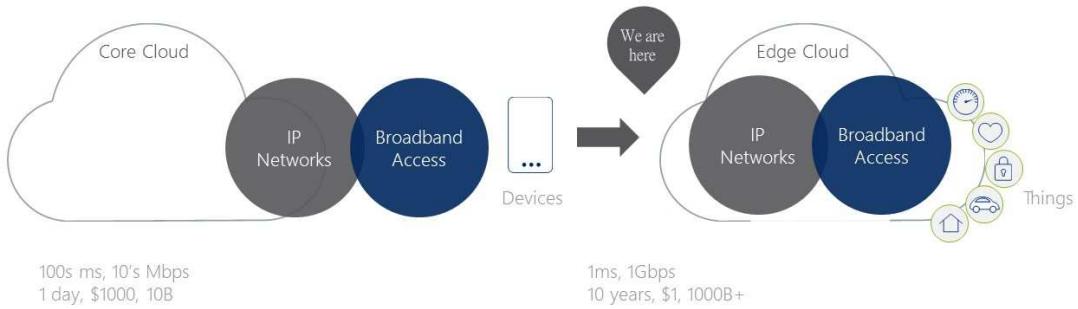 Core Cloud
IP
Networks
Broadband
Access
Devices
100s ms, 10's Mbps
1 day, $1000, 10B
We are
here
Edge Cloud
IP
Networks
Broadband
Access
Things
1ms, 1Gbps
10 years, $1, 1000B+